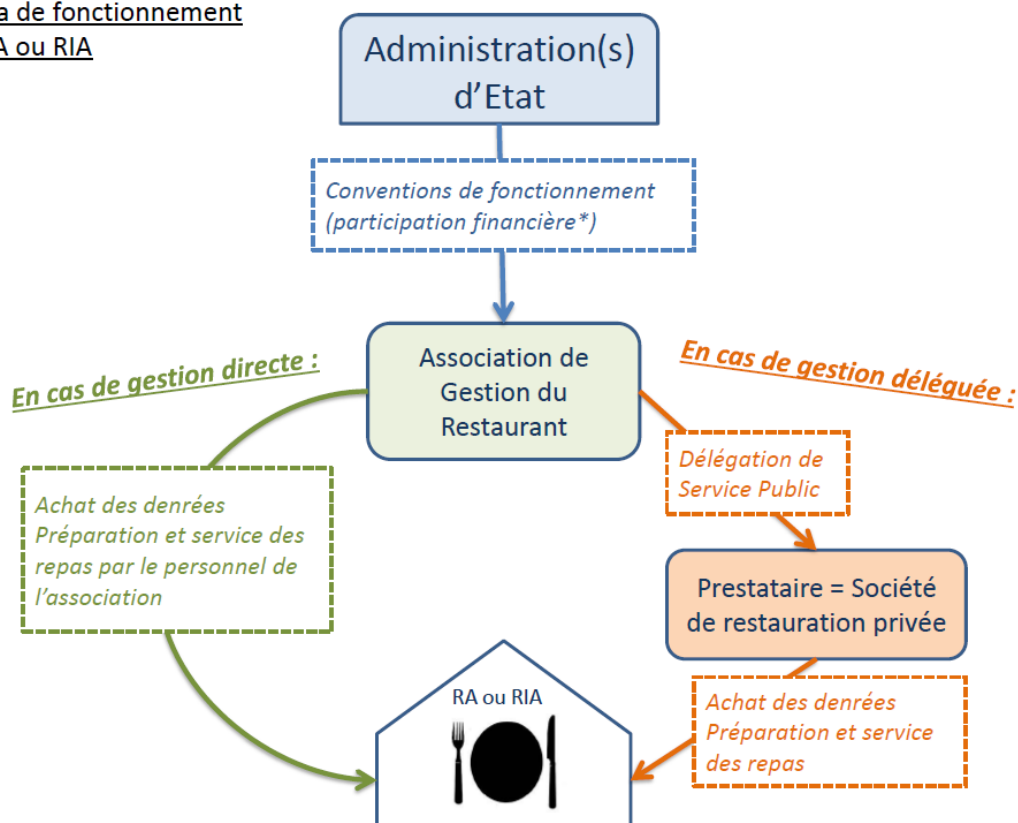 a de fonctionnement
A ou RIA
Administration(s)
d'Etat
Conventions de fonctionnement
(participation financière*)
Association de
Gestion du
Restaurant
En cas de gestion directe :
Achat des denrées
Préparation et service des
repas par le personnel de
l'association
En cas de gestion déléguée :
Délégation de
Service Public
Prestataire = Société
de restauration privée
Achat des denrées
Préparation et service
des repas
RA ou RIA